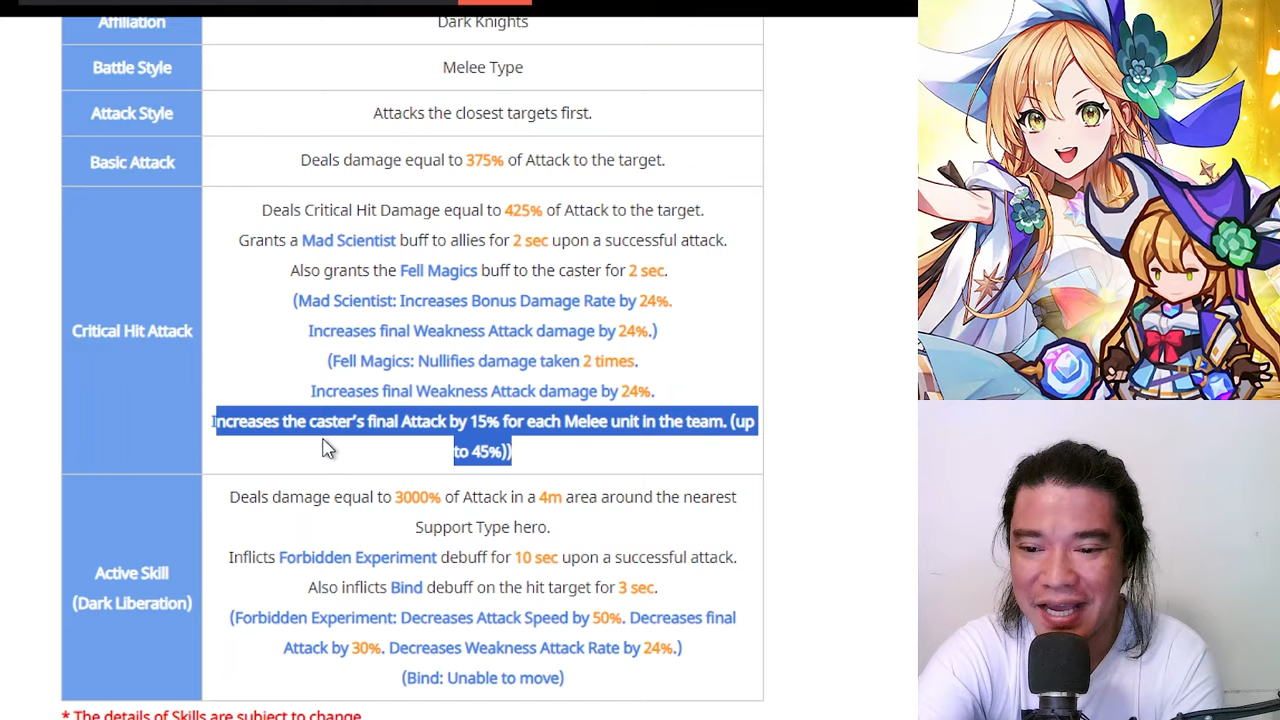 Affiliation
Dark Knights
Battle Style
Melee Type
Attack Style
Attacks the closest targets first.
Basic Attack
Deals damage equal to 375% of Attack to the target.
Critical Hit Attack
Deals Critical Hit Damage equal to 425% of Attack to the target.
Grants a Mad Scientist buff to allies for 2 sec upon a successful attack.
Also grants the Fell Magics buff to the caster for 2 sec.
(Mad Scientist: Increases Bonus Damage Rate by 24%.
Increases final Weakness Attack damage by 24%.)
(Fell Magics: Nullifies damage taken 2 times.
Increases final Weakness Attack damage by 24%.
Increases the caster's final Attack by 15% for each Melee unit in the team. (up
to 45%))
Active Skill
(Dark Liberation)
Deals damage equal to 3000% of Attack in a 4m area around the nearest
Support Type hero.
Inflicts Forbidden Experiment debuff for 10 sec upon a successful attack.
Also inflicts Bind debuff on the hit target for 3 sec.
(Forbidden Experiment: Decreases Attack Speed by 50%. Decreases final
Attack by 30%. Decreases Weakness Attack Rate by 24%.)
(Bind: Unable to move)
* The details of Skills are subject to change.